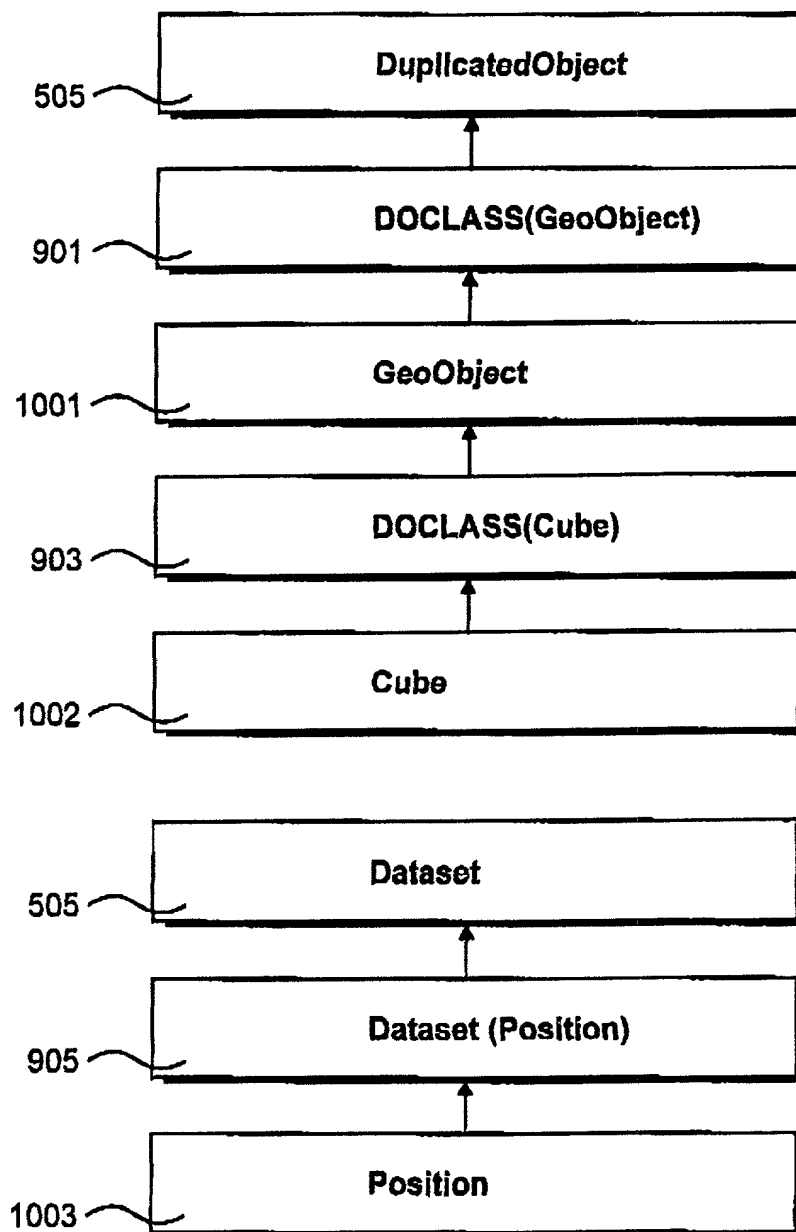 DuplicatedObject
505
DOCLASS(GeoObject)
901
GeoObject
1001
DOCLASS(Cube)
903
Cube
1002
Dataset
505
Dataset (Position)
905
Position
1003